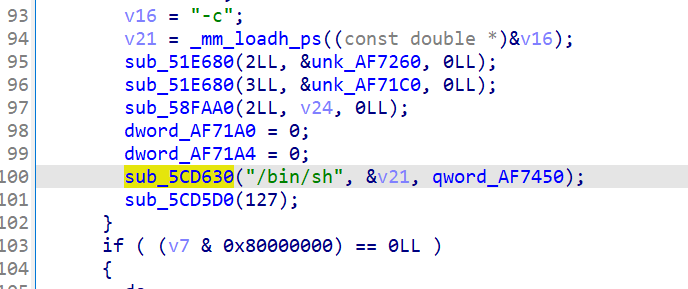 93 v16 = "-c";
94 v21 = _mm_loadh_ps((const double *)&v16);
95 sub_51E680(2LL, &unk_AF7260, 0LL);
96 sub_51E680(3LL, &unk_AF71C0, 0LL);
97 sub_58FAA0(2LL, v24, 0LL);
98 dword_AF71A0 = 0;
99 dword_AF71A4 = 0;
100 sub_5CD630("/bin/sh", &v21, qword_AF7450);
101 sub_5CD5D0(127);
102 }
103 if ( (v7 & 0x80000000) == 0LL )
104 {